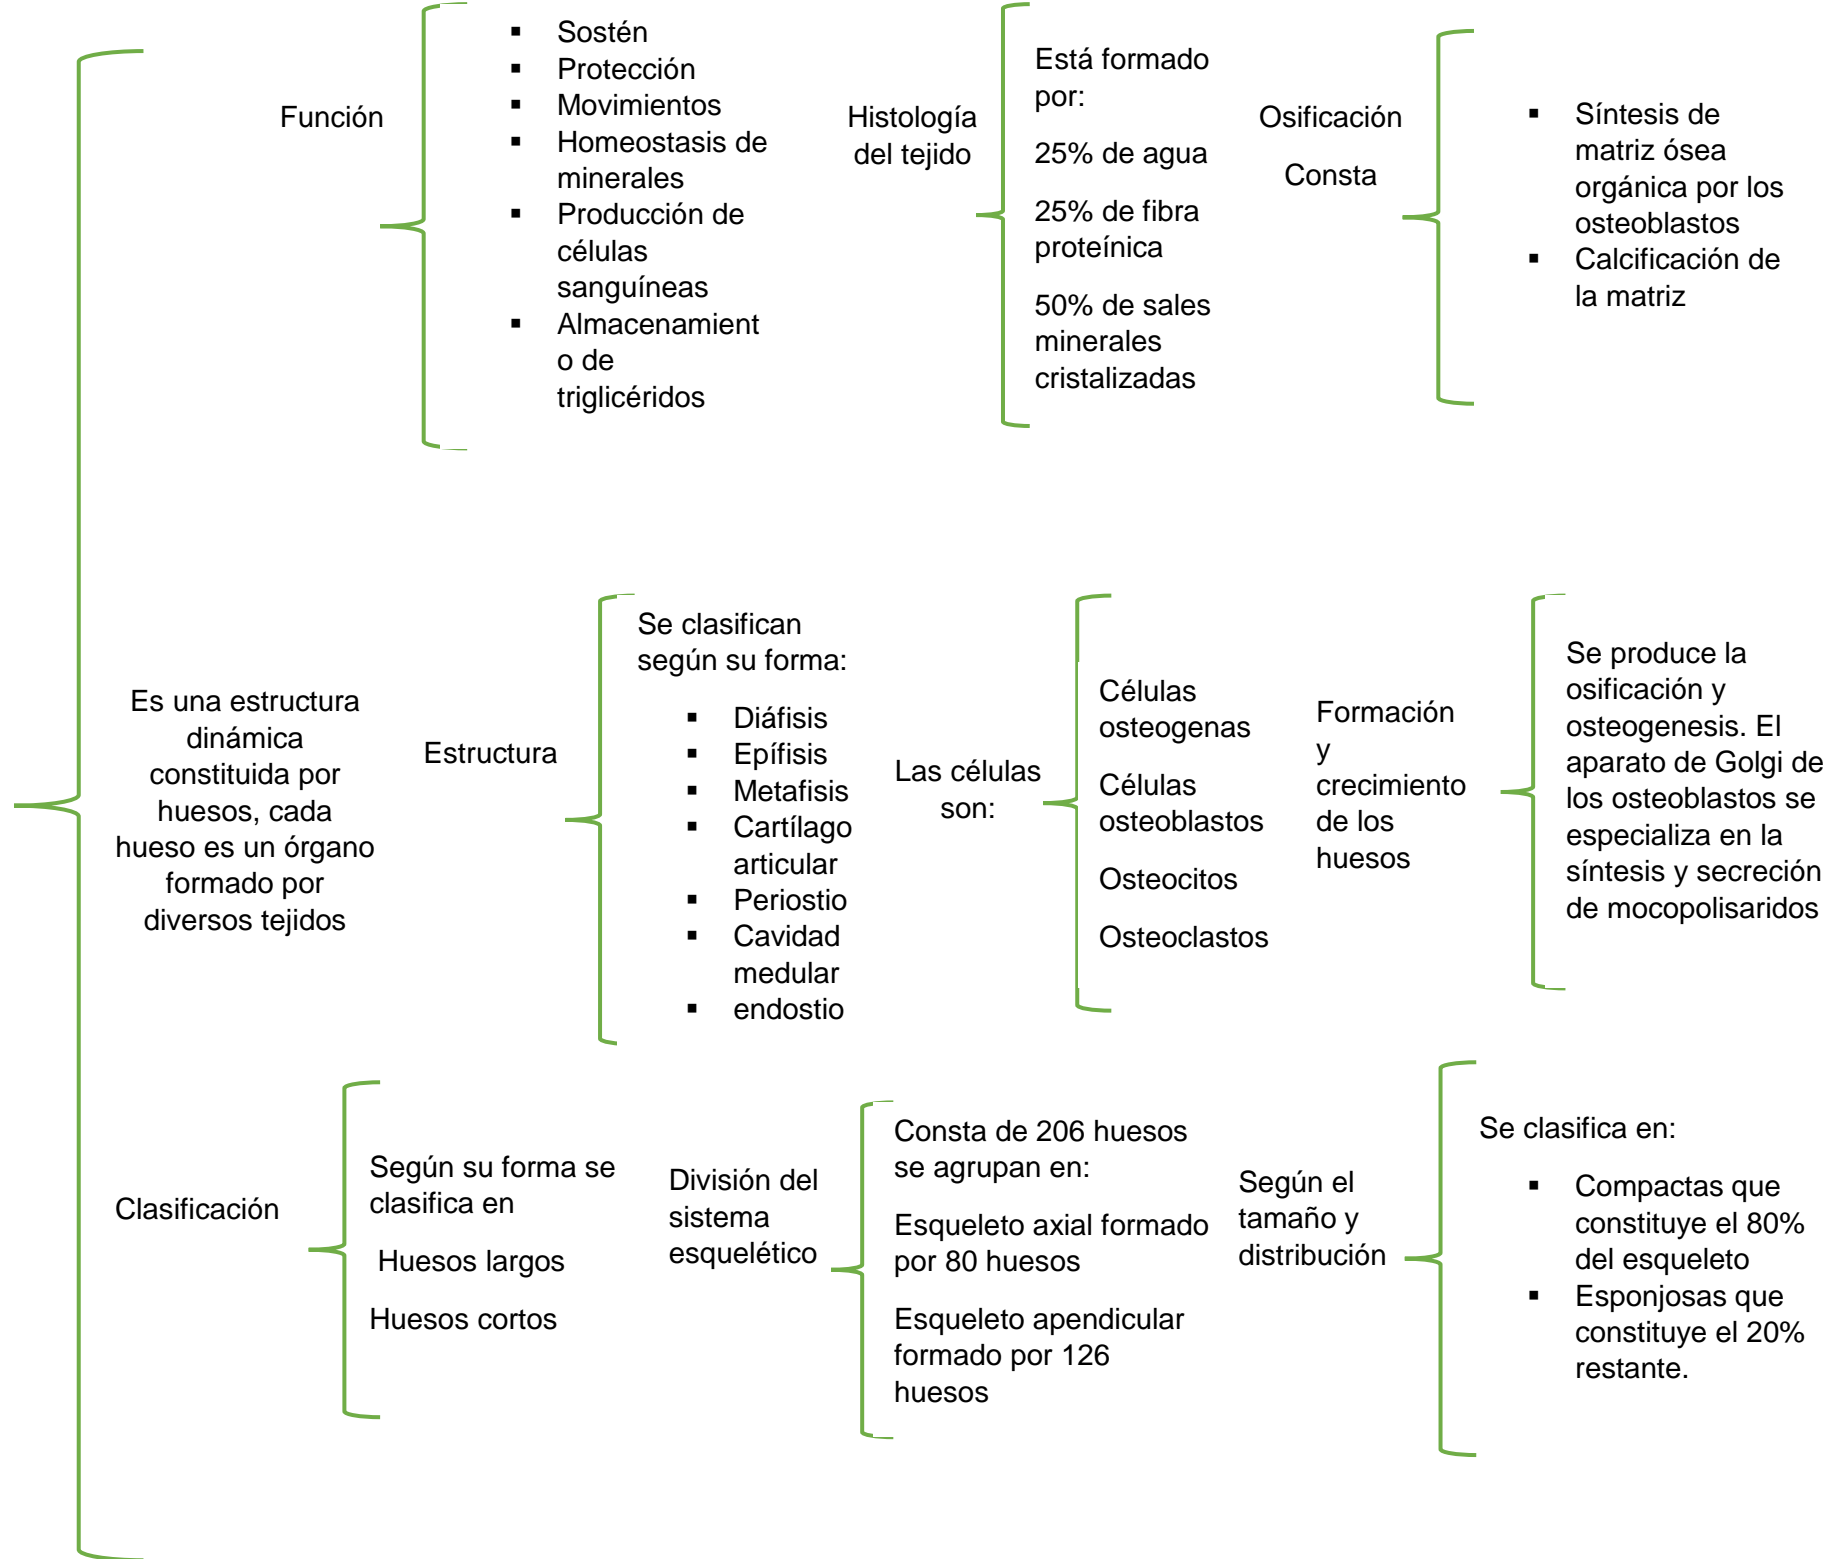 Función
Sostén
Protección
Movimientos
Homeostasis de
minerales
Producción de
células
sanguíneas
Almacenamient
o de
triglicéridos
Histología
del tejido
Está formado
por:
25% de agua
25% de fibra
proteínica
50% de sales
minerales
cristalizadas
Osificación
Consta
Síntesis de
matriz ósea
orgánica por los
osteoblastos
Calcificación de
la matriz
Es una estructura
dinámica
constituida por
huesos, cada
hueso es un órgano
formado por
diversos tejidos
Estructura
Se clasifican
según su forma:
Diáfisis
Epífisis
Metafisis
Cartílago
articular
Periostio
Cavidad
medular
endostio
Las células
son:
Células
osteogenas
Células
osteoblastos
Osteocitos
Osteoclastos
Formación
y
crecimiento
de los
huesos
Se produce la
osificación y
osteogenesis. El
aparato de Golgi de
los osteoblastos se
especializa en la
síntesis y secreción
de mocopolisaridos
Clasificación
Según su forma se
clasifica en
Huesos largos
Huesos cortos
División del
sistema
esquelético
Consta de 206 huesos
se agrupan en:
Esqueleto axial formado
por 80 huesos
Esqueleto apendicular
formado por 126
huesos
Según el
tamaño y
distribución
Se clasifica en:
Compactas que
constituye el 80%
del esqueleto
Esponjosas que
constituye el 20%
restante.